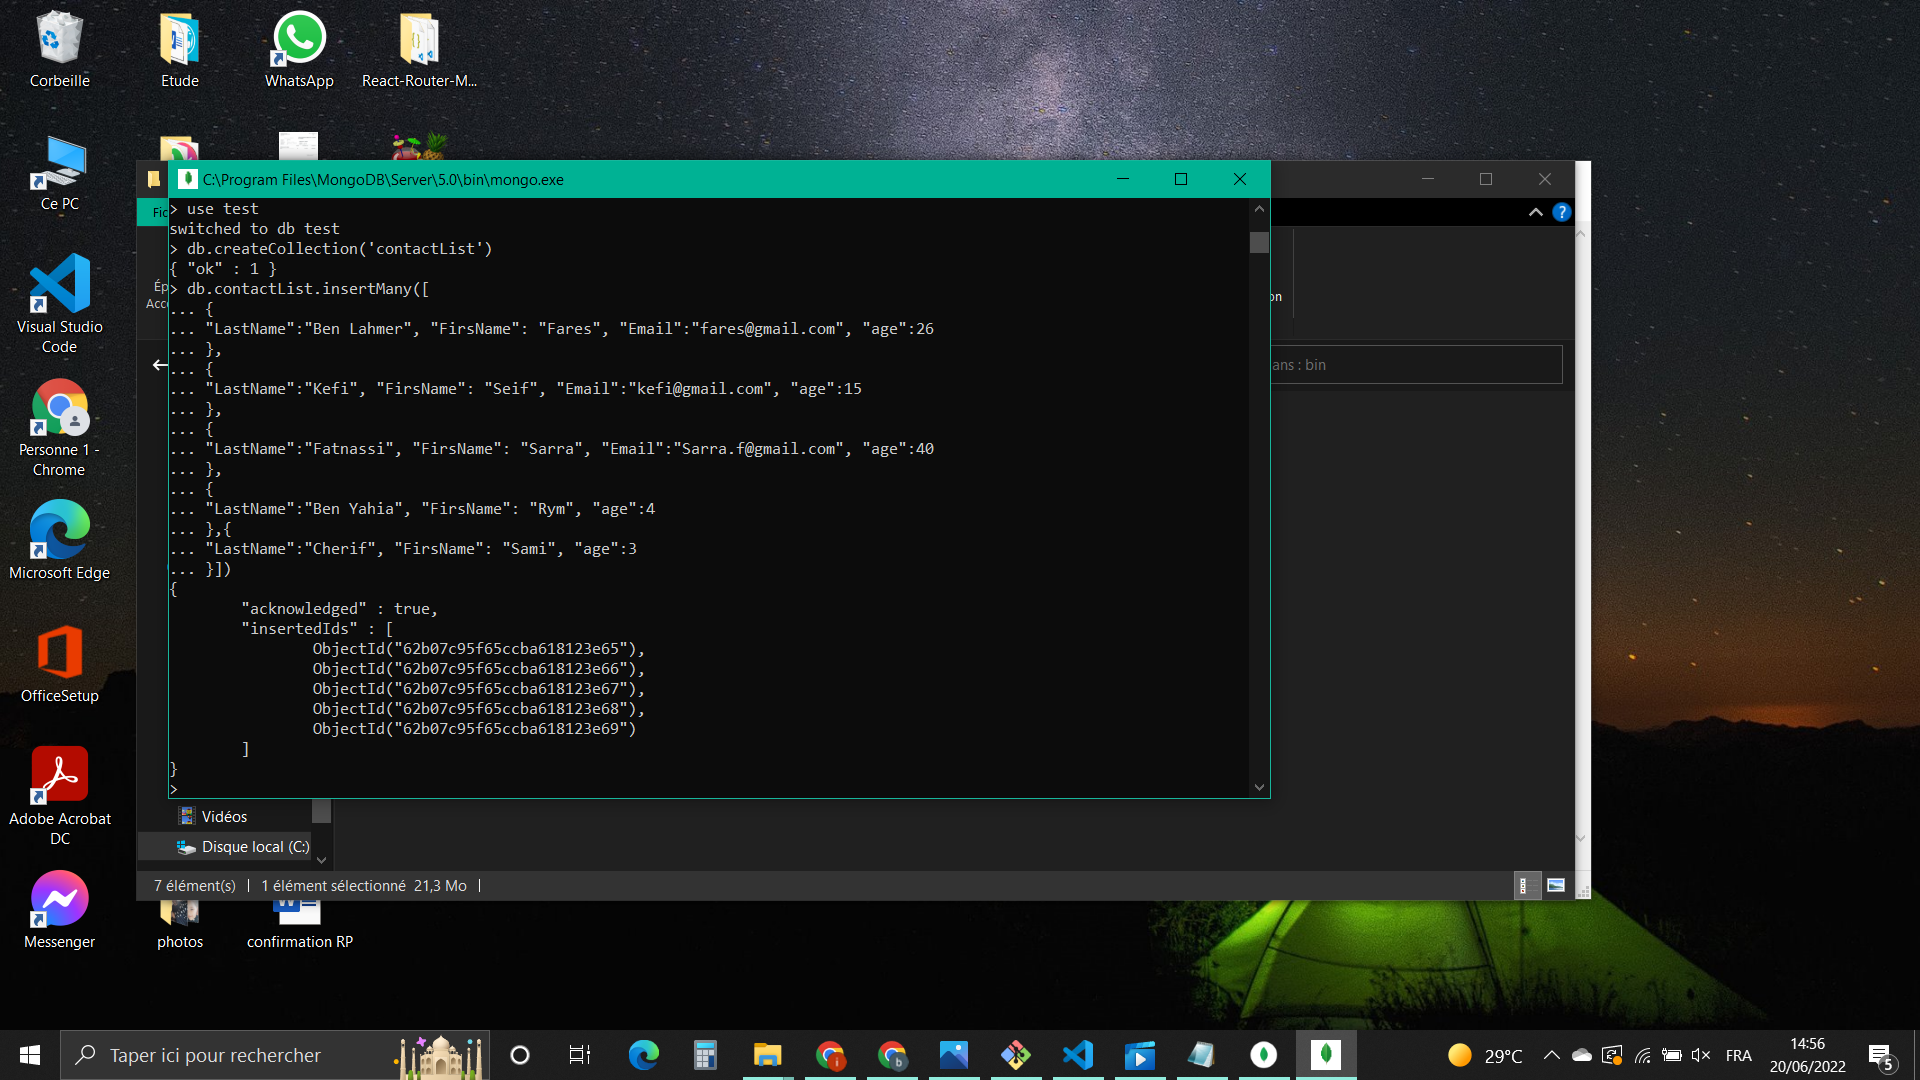 Corbeille
Etude
WhatsApp
React-Router-M...
Ce PC
Visual Studio
Code
Personne 1 -
Chrome
Microsoft Edge
OfficeSetup
Adobe Acrobat
DC
Messenger
photos
confirmation RP
C:\Program Files\MongoDB\Server\5.0\bin\mongo.exe
Fic
?
Ép
Acc
on
ans : bin
> use test
switched to db test
> db.createCollection('contactList')
{ "ok" : 1 }
> db.contactList.insertMany([
... {
... "LastName":"Ben Lahmer", "FirsName": "Fares", "Email":"fares@gmail.com", "age":26
... },
... {
... "LastName":"Kefi", "FirsName": "Seif", "Email":"kefi@gmail.com", "age":15
... },
... {
... "LastName":"Fatnassi", "FirsName": "Sarra", "Email":"Sarra.f@gmail.com", "age":40
... },
... {
... "LastName":"Ben Yahia", "FirsName": "Rym", "age":4
... },{
... "LastName":"Cherif", "FirsName": "Sami", "age":3
... }])
{
"acknowledged" : true,
"insertedIds" : [
ObjectId("62b07c95f65ccba618123e65"),
ObjectId("62b07c95f65ccba618123e66"),
ObjectId("62b07c95f65ccba618123e67"),
ObjectId("62b07c95f65ccba618123e68"),
ObjectId("62b07c95f65ccba618123e69")
]
}
>
Vidéos
Disque local (C:)
7 élément(s) | 1 élément sélectionné 21,3 Mo |
Taper ici pour rechercher
29°C
FRA
14:56
20/06/2022
5